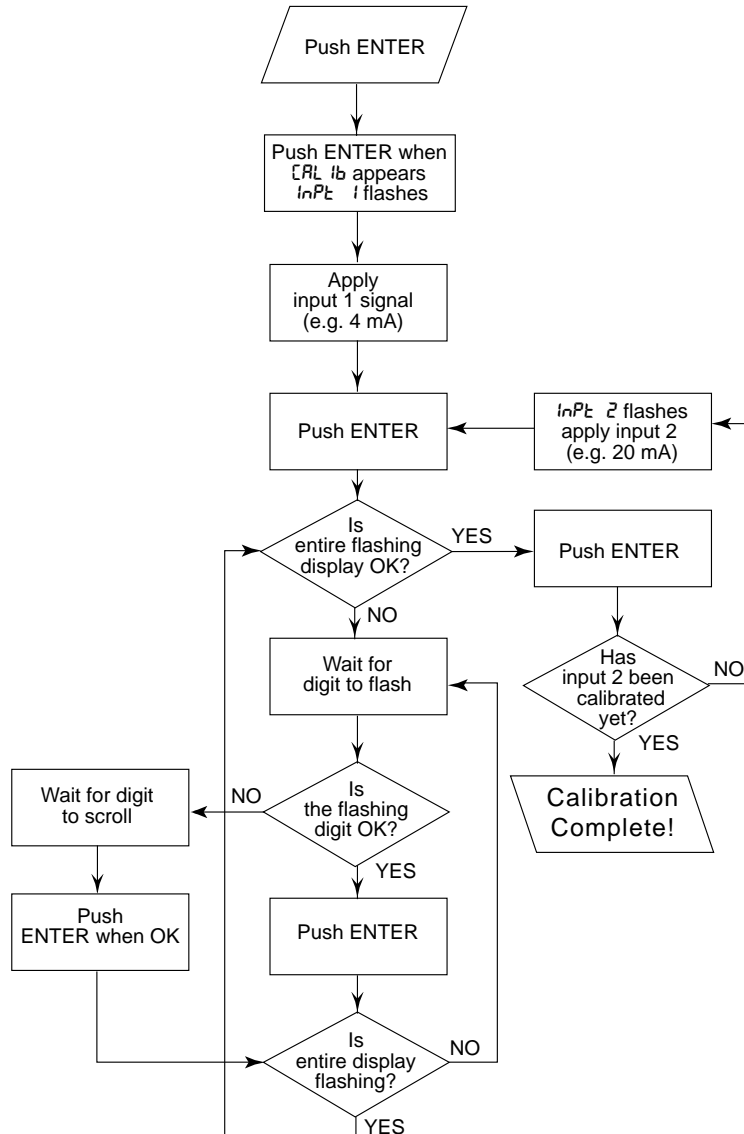 Push ENTER
Push ENTER when
CAL ib appears
InPt 1 flashes
Apply
input 1 signal
(e.g. 4 mA)
Push ENTER
InPt 2 flashes
apply input 2
(e.g. 20 mA)
Is
entire flashing
display OK?
YES
Push ENTER
NO
Wait for
digit to flash
Has
input 2 been
calibrated
yet?
NO
YES
Calibration
Complete!
Is
the flashing
digit OK?
NO
Wait for digit
to scroll
YES
Push
ENTER when OK
Push ENTER
Is
entire display
flashing?
NO
YES